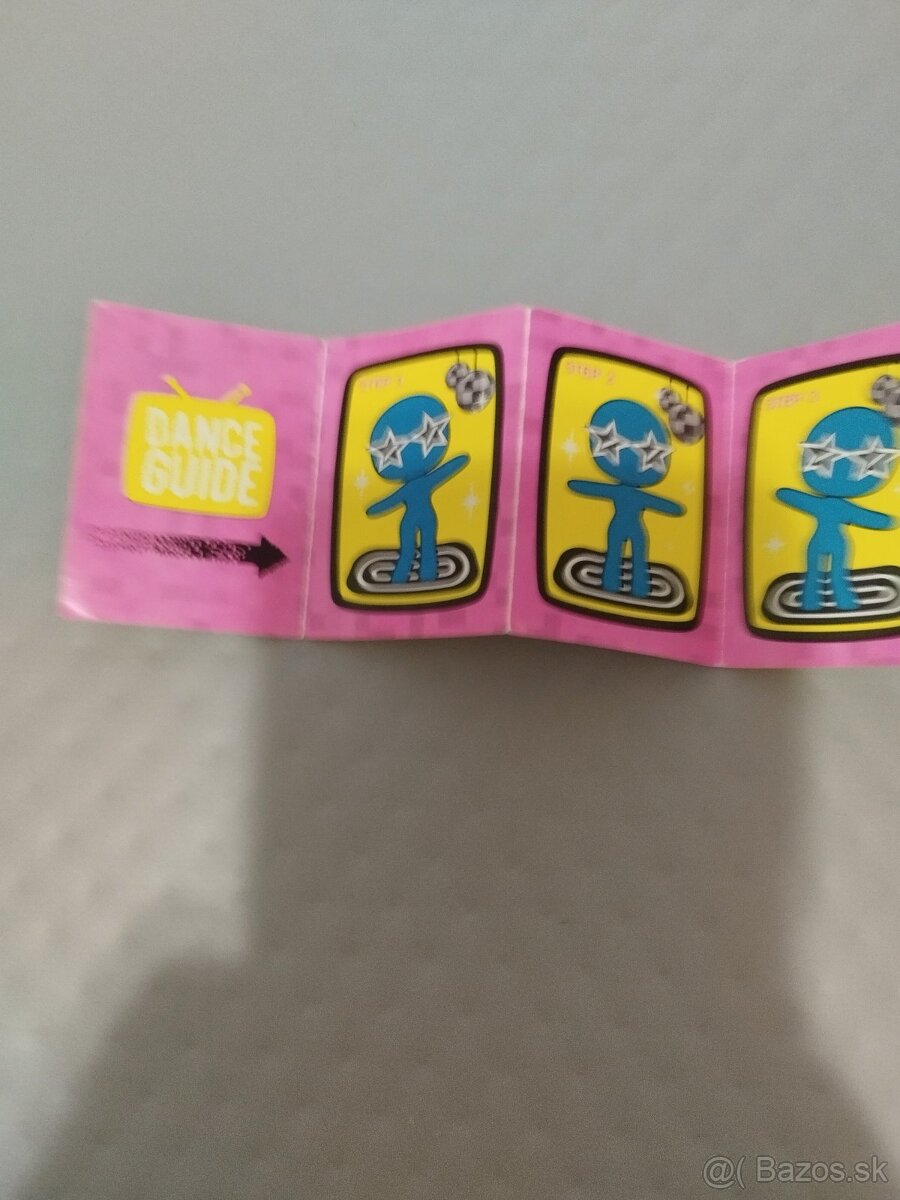 DANCE
GUIDE
STEP 1
STEP 2
STEP 3
@( Bazos.sk